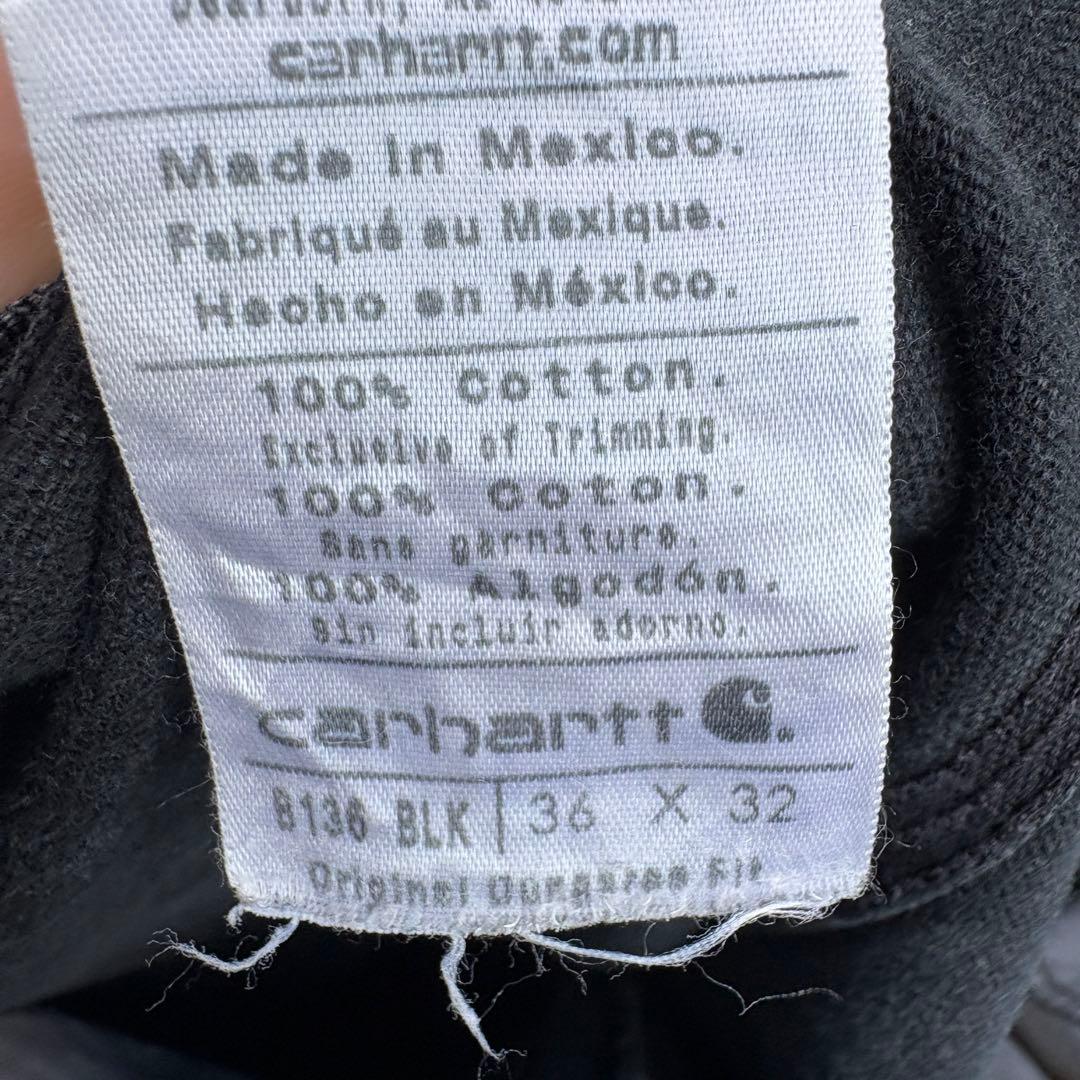 carhartt.com
Made in Mexico.
Fabriqué au Mexique.
Hecho en México.
100% Cotton.
Exclusive of Trimming.
100% Coton.
Sans garniture.
100% Algodón.
Sin incluir adorno.
carhartt
B136 BLK | 36 X 32
Original Dungaree Fit